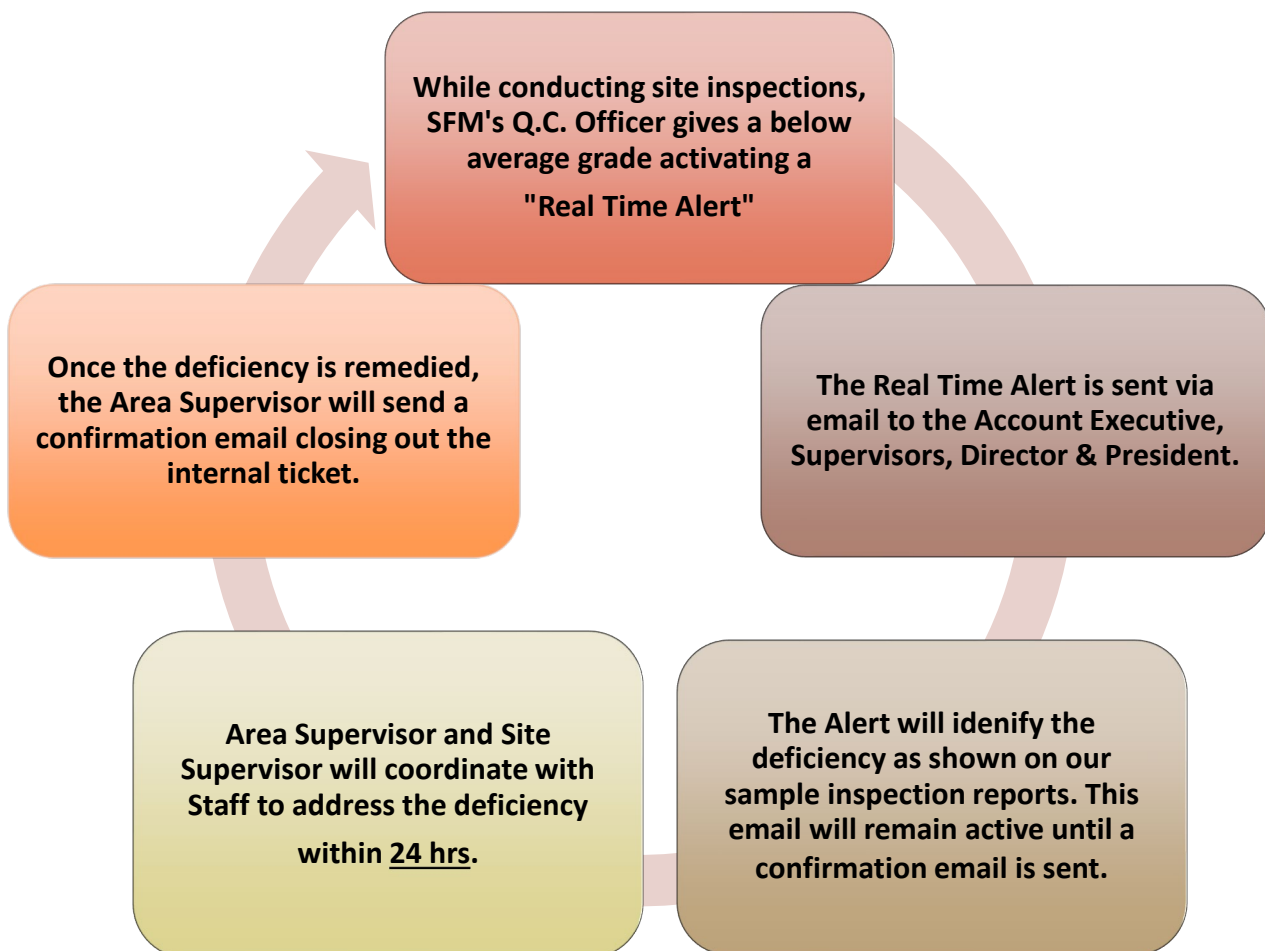 While conducting site inspections,
SFM's Q.C. Officer gives a below
average grade activating a
"Real Time Alert"
The Real Time Alert is sent via
email to the Account Executive,
Supervisors, Director & President.
The Alert will idenify the
deficiency as shown on our
sample inspection reports. This
email will remain active until a
confirmation email is sent.
Area Supervisor and Site
Supervisor will coordinate with
Staff to address the deficiency
within 24 hrs.
Once the deficiency is remedied,
the Area Supervisor will send a
confirmation email closing out the
internal ticket.